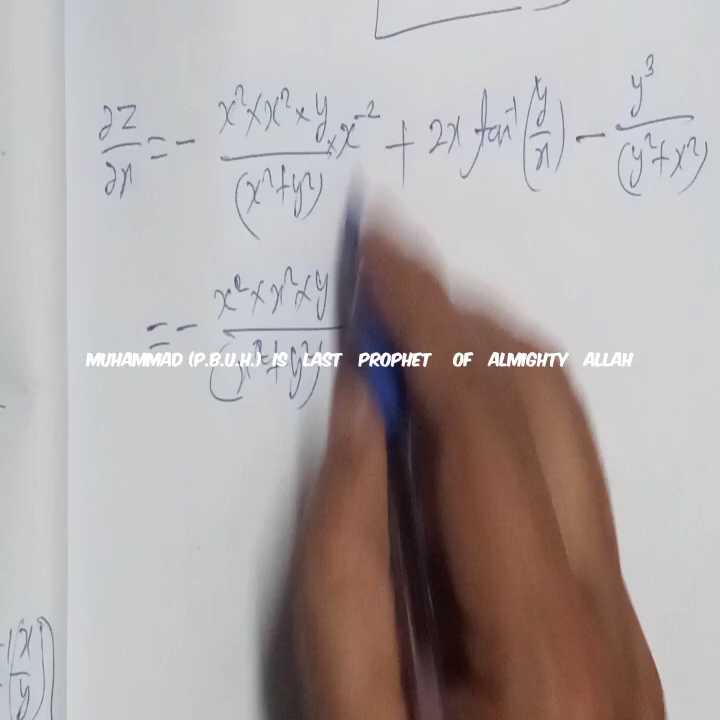 ∂z/∂x = - x² × x² × y / (x² + y²) × x⁻² + 2x tan⁻¹(y/x) - y³ / (y² + x²)
= - x² × x² × y / (x² + y²)
MUHAMMAD (P.B.U.H.) IS LAST PROPHET OF ALMIGHTY ALLAH
(x/y)